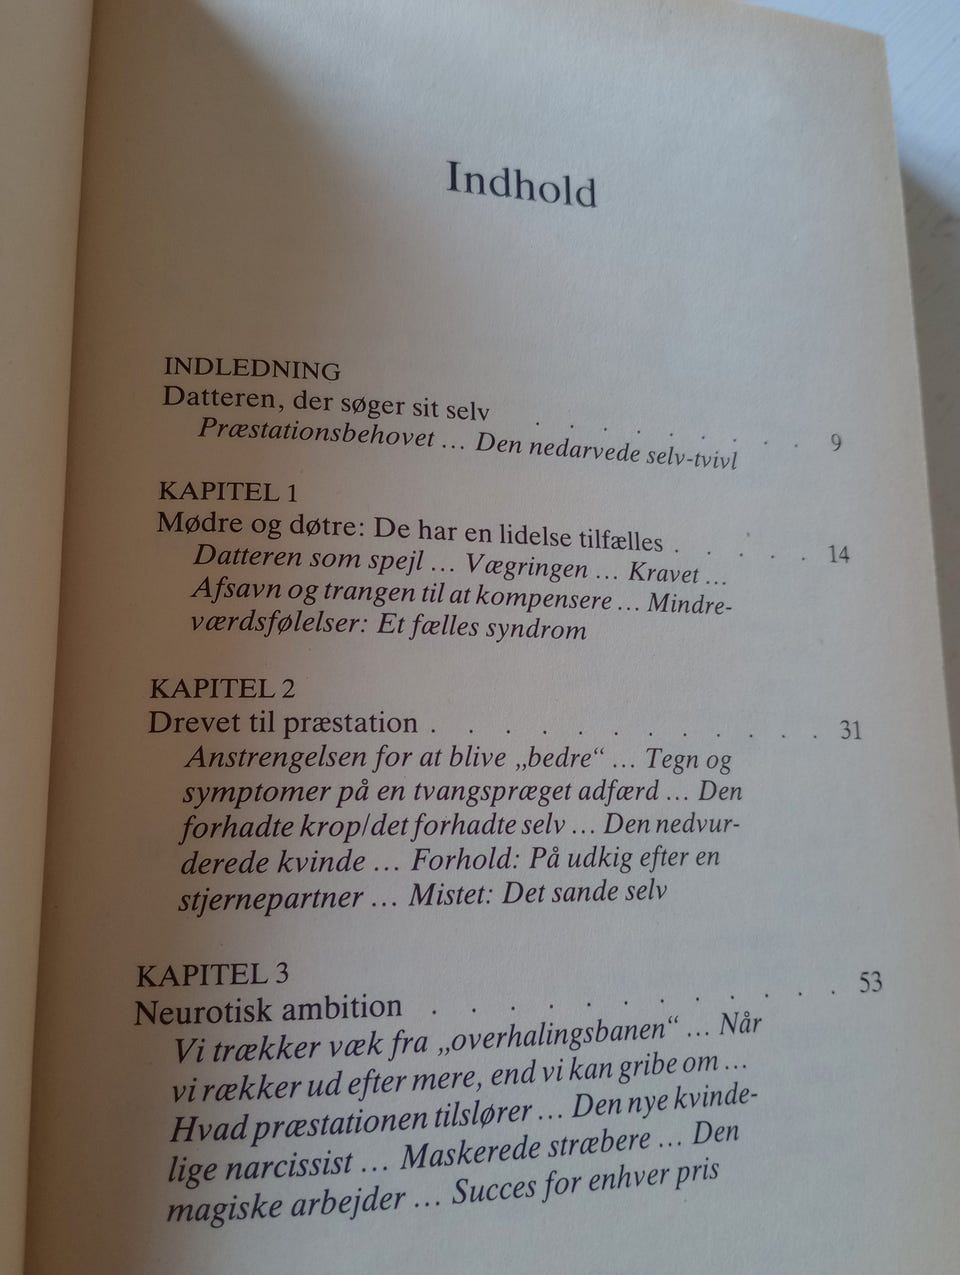 Indhold
INDLEDNING
Datteren, der søger sit selv . . . . . . . . . 9
Præstationsbehovet ... Den nedarvede selv-tvivl
KAPITEL 1
Mødre og døtre: De har en lidelse tilfælles . . . . . 14
Datteren som spejl ... Vægringen ... Kravet ...
Afsavn og trangen til at kompensere ... Mindre-
værdsfølelser: Et fælles syndrom
KAPITEL 2
Drevet til præstation . . . . . . . . . . . . 31
Anstrengelsen for at blive „bedre“ ... Tegn og
symptomer på en tvangspræget adfærd ... Den
forhadte krop/det forhadte selv ... Den nedvur-
derede kvinde ... Forhold: På udkig efter en
stjernepartner ... Mistet: Det sande selv
KAPITEL 3
Neurotisk ambition . . . . . . . . . . . . 53
Vi trækker væk fra „overhalingsbanen“ ... Når
vi rækker ud efter mere, end vi kan gribe om ...
Hvad præstationen tilslører ... Den nye kvinde-
lige narcissist ... Maskerede stræbere ... Den
magiske arbejder ... Succes for enhver pris